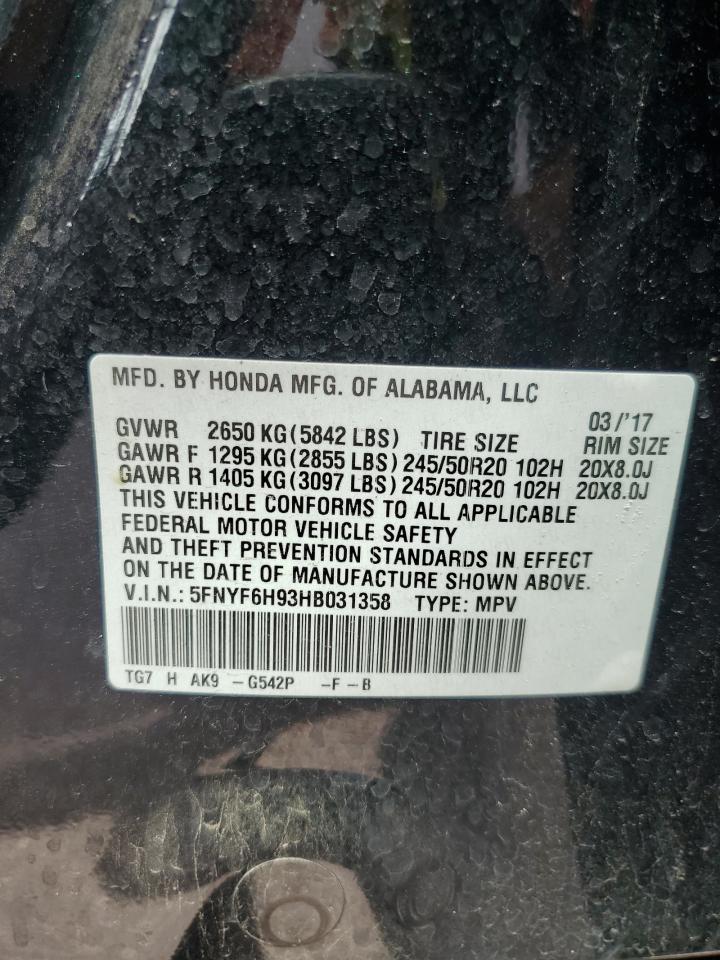 MFD. BY HONDA MFG. OF ALABAMA, LLC
03/'17
GVWR 2650 KG (5842 LBS) TIRE SIZE RIM SIZE
GAWR F 1295 KG (2855 LBS) 245/50R20 102H 20X8.0J
GAWR R 1405 KG (3097 LBS) 245/50R20 102H 20X8.0J
THIS VEHICLE CONFORMS TO ALL APPLICABLE
FEDERAL MOTOR VEHICLE SAFETY
AND THEFT PREVENTION STANDARDS IN EFFECT
ON THE DATE OF MANUFACTURE SHOWN ABOVE.
V.I.N.: 5FNYF6H93HB031358 TYPE: MPV
TG7 H AK9 -G542P -F-B